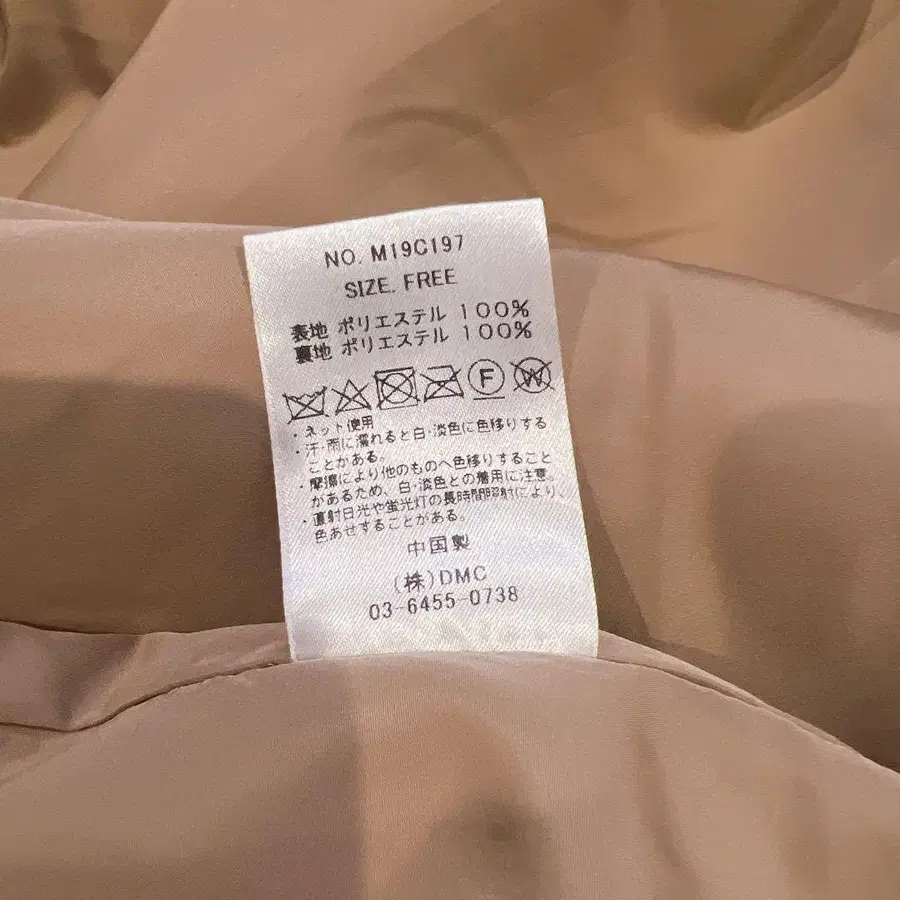 NO. M19C197
SIZE. FREE
表地 ポリエステル 100%
裏地 ポリエステル 100%
F W
・ネット使用
・汗・雨に濡れると白・淡色に色移りする
ことがある。
・摩擦により他のものへ色移りすること
があるため、白・淡色との着用に注意。
・直射日光や蛍光灯の長時間照射により、
色あせすることがある。
中国製
(株)DMC
03-6455-0738